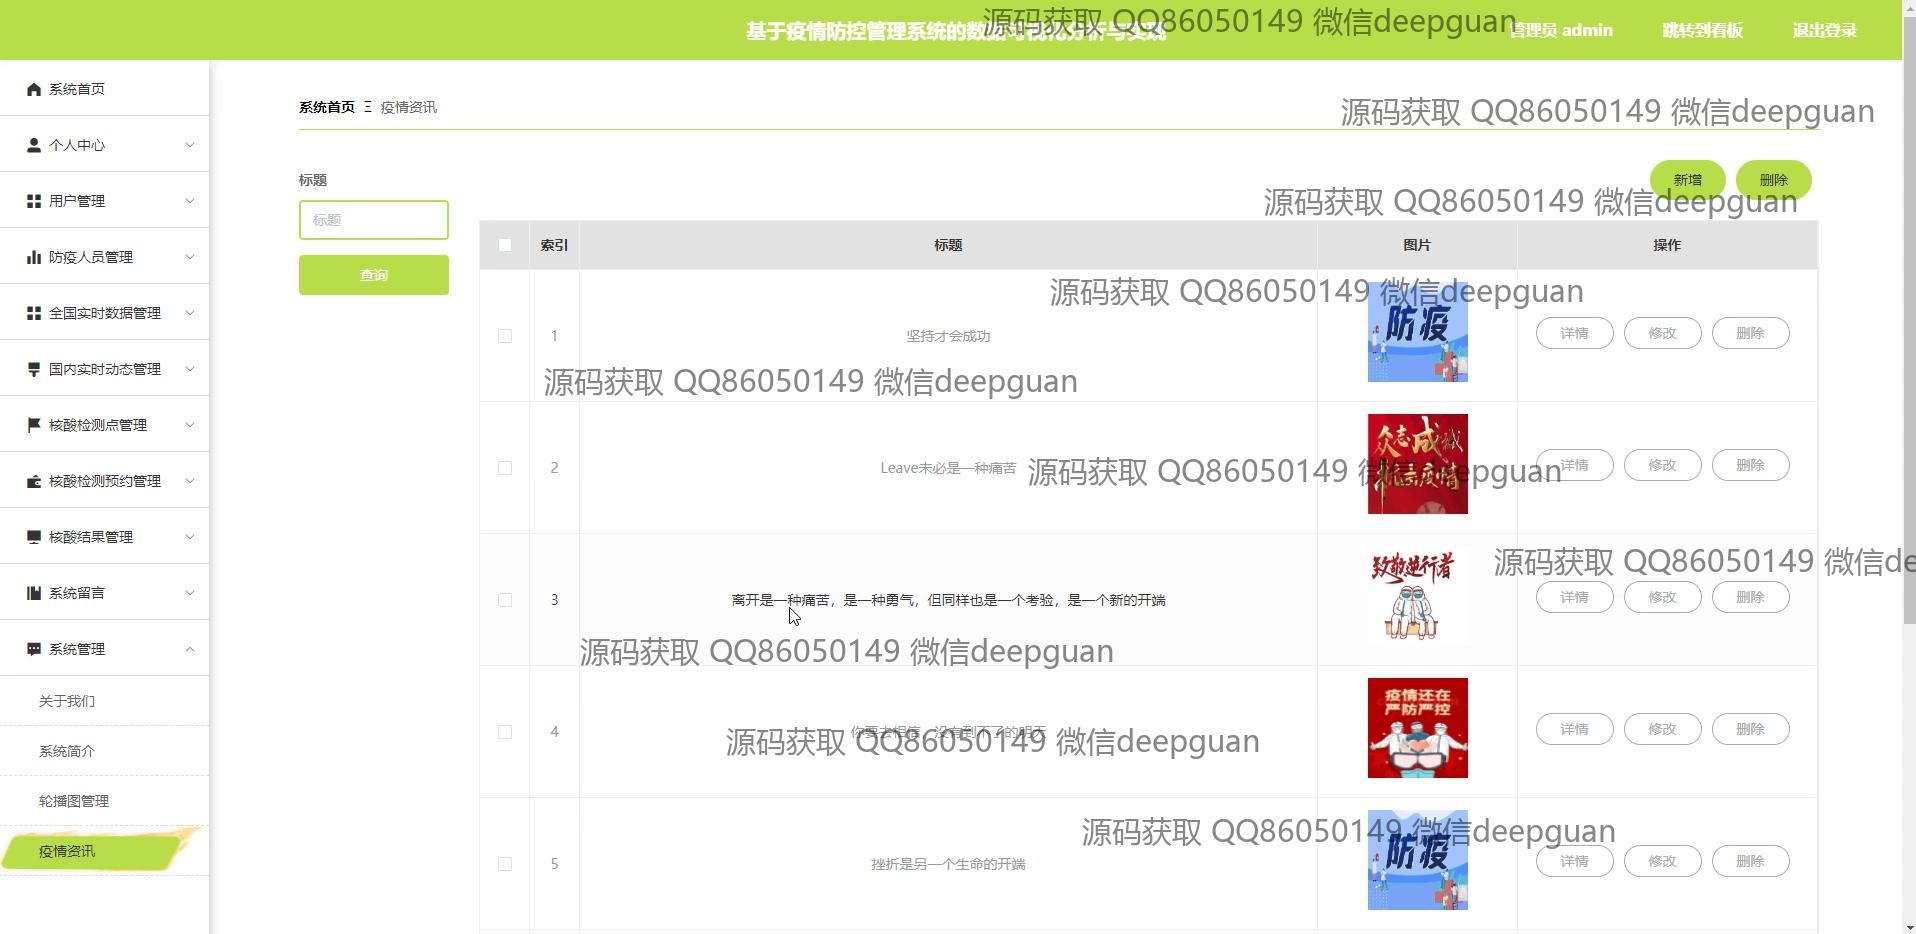 基于疫情防控管理系统的数据可视化分析与实现
管理员 admin
跳转到看板
退出登录
源码获取 QQ86050149 微信deepguan
系统首页
个人中心
用户管理
防疫人员管理
全国实时数据管理
国内实时动态管理
核酸检测点管理
核酸检测预约管理
核酸结果管理
系统留言
系统管理
关于我们
系统简介
轮播图管理
疫情资讯
系统首页 Ξ 疫情资讯
源码获取 QQ86050149 微信deepguan
标题
标题
查询
新增
删除
源码获取 QQ86050149 微信deepguan
索引 标题 图片 操作
源码获取 QQ86050149 微信deepguan
1 坚持才会成功 防疫 详情 修改 删除
源码获取 QQ86050149 微信deepguan
2 Leave未必是一种痛苦 众志成城 抗击疫情 详情 修改 删除
源码获取 QQ86050149 微信deepguan
3 离开是一种痛苦，是一种勇气，但同样也是一个考验，是一个新的开端 致敬逆行者 详情 修改 删除
源码获取 QQ86050149 微信de
源码获取 QQ86050149 微信deepguan
4 你要去相信，没有到不了的明天 疫情还在 严防严控 详情 修改 删除
源码获取 QQ86050149 微信deepguan
源码获取 QQ86050149 微信deepguan
5 挫折是另一个生命的开端 防疫 详情 修改 删除